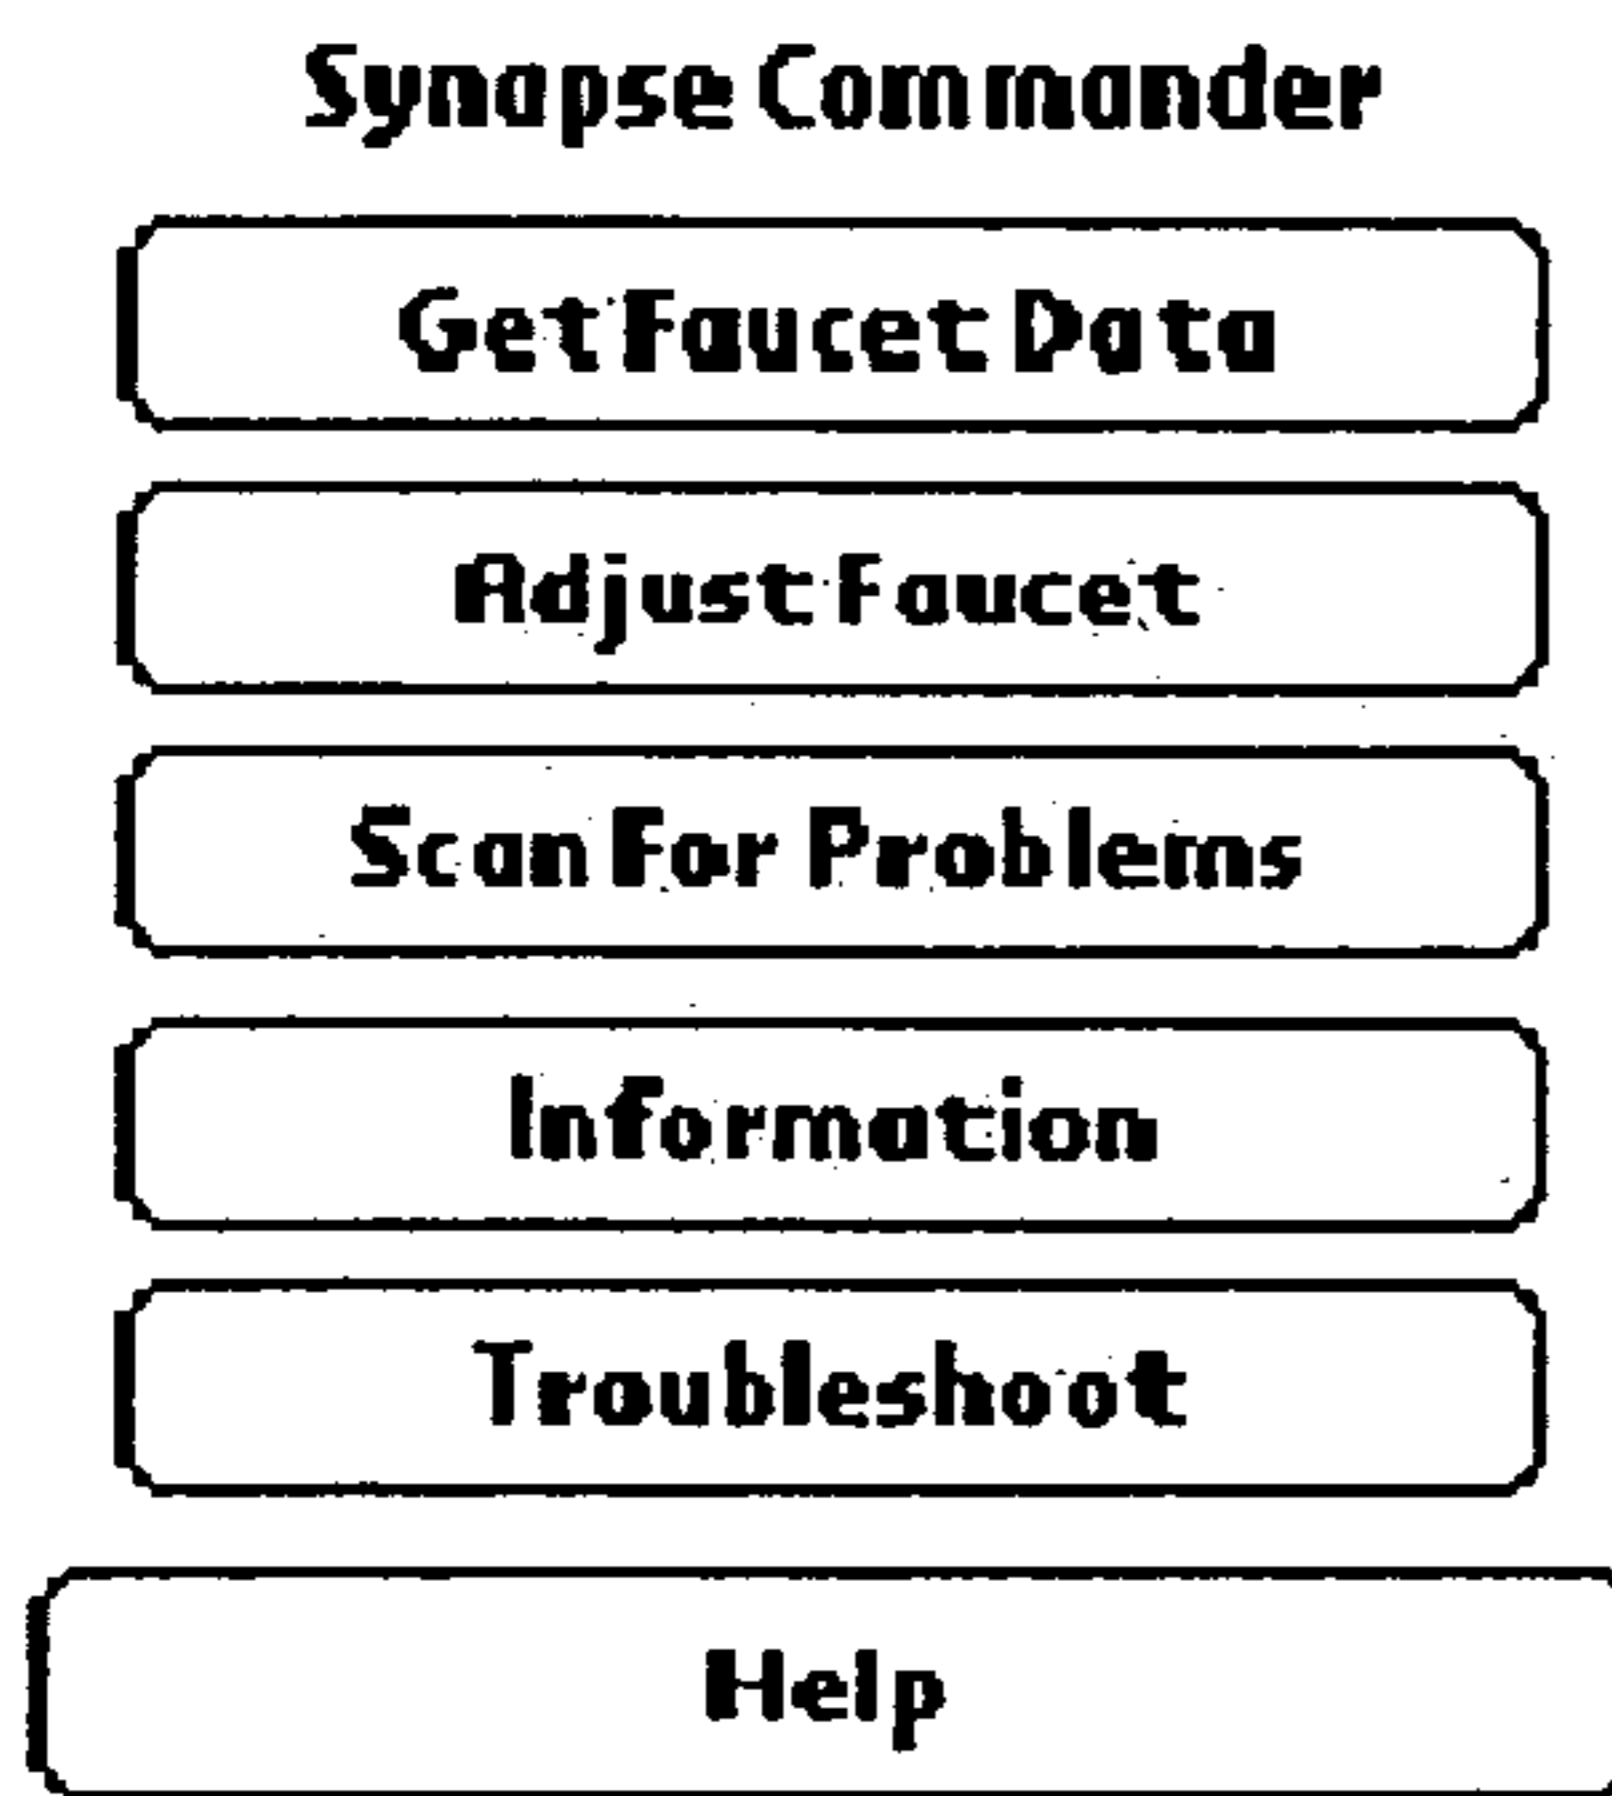 Synapse Commander
Get Faucet Data
Adjust Faucet
Scan For Problems
Information
Troubleshoot
Help